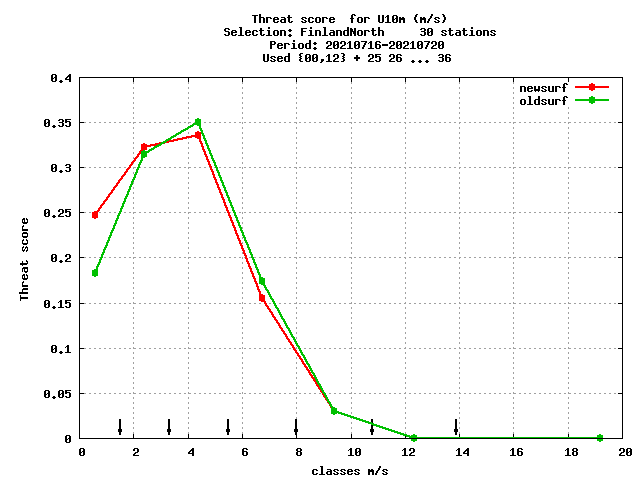 Threat score  for U10m (m/s)
Selection: FinlandNorth     30 stations
Period: 20210716-20210720
Used {00,12} + 25 26 ... 36
newsurf
oldsurf
Threat score
0.4
0.35
0.3
0.25
0.2
0.15
0.1
0.05
0
0 2 4 6 8 10 12 14 16 18 20
classes m/s